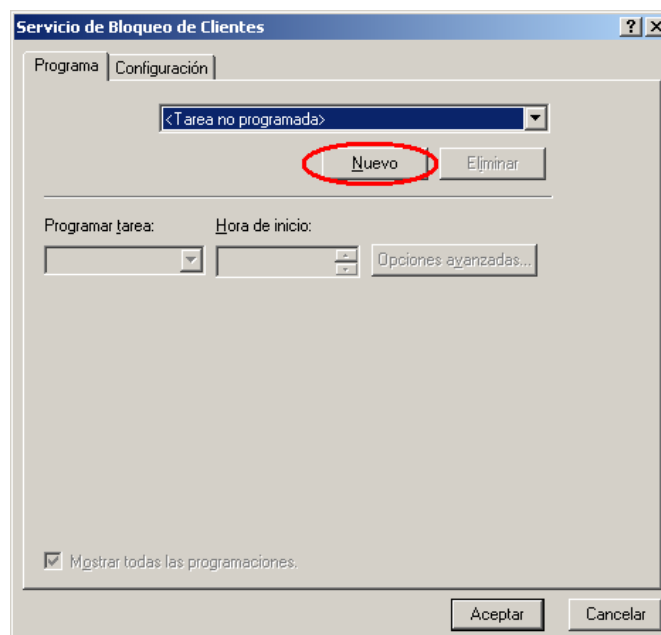 Servicio de Bloqueo de Clientes
Programa Configuración
<Tarea no programada>
Nuevo Eliminar
Programar tarea: Hora de inicio:
Opciones avanzadas...
Mostrar todas las programaciones.
Aceptar Cancelar